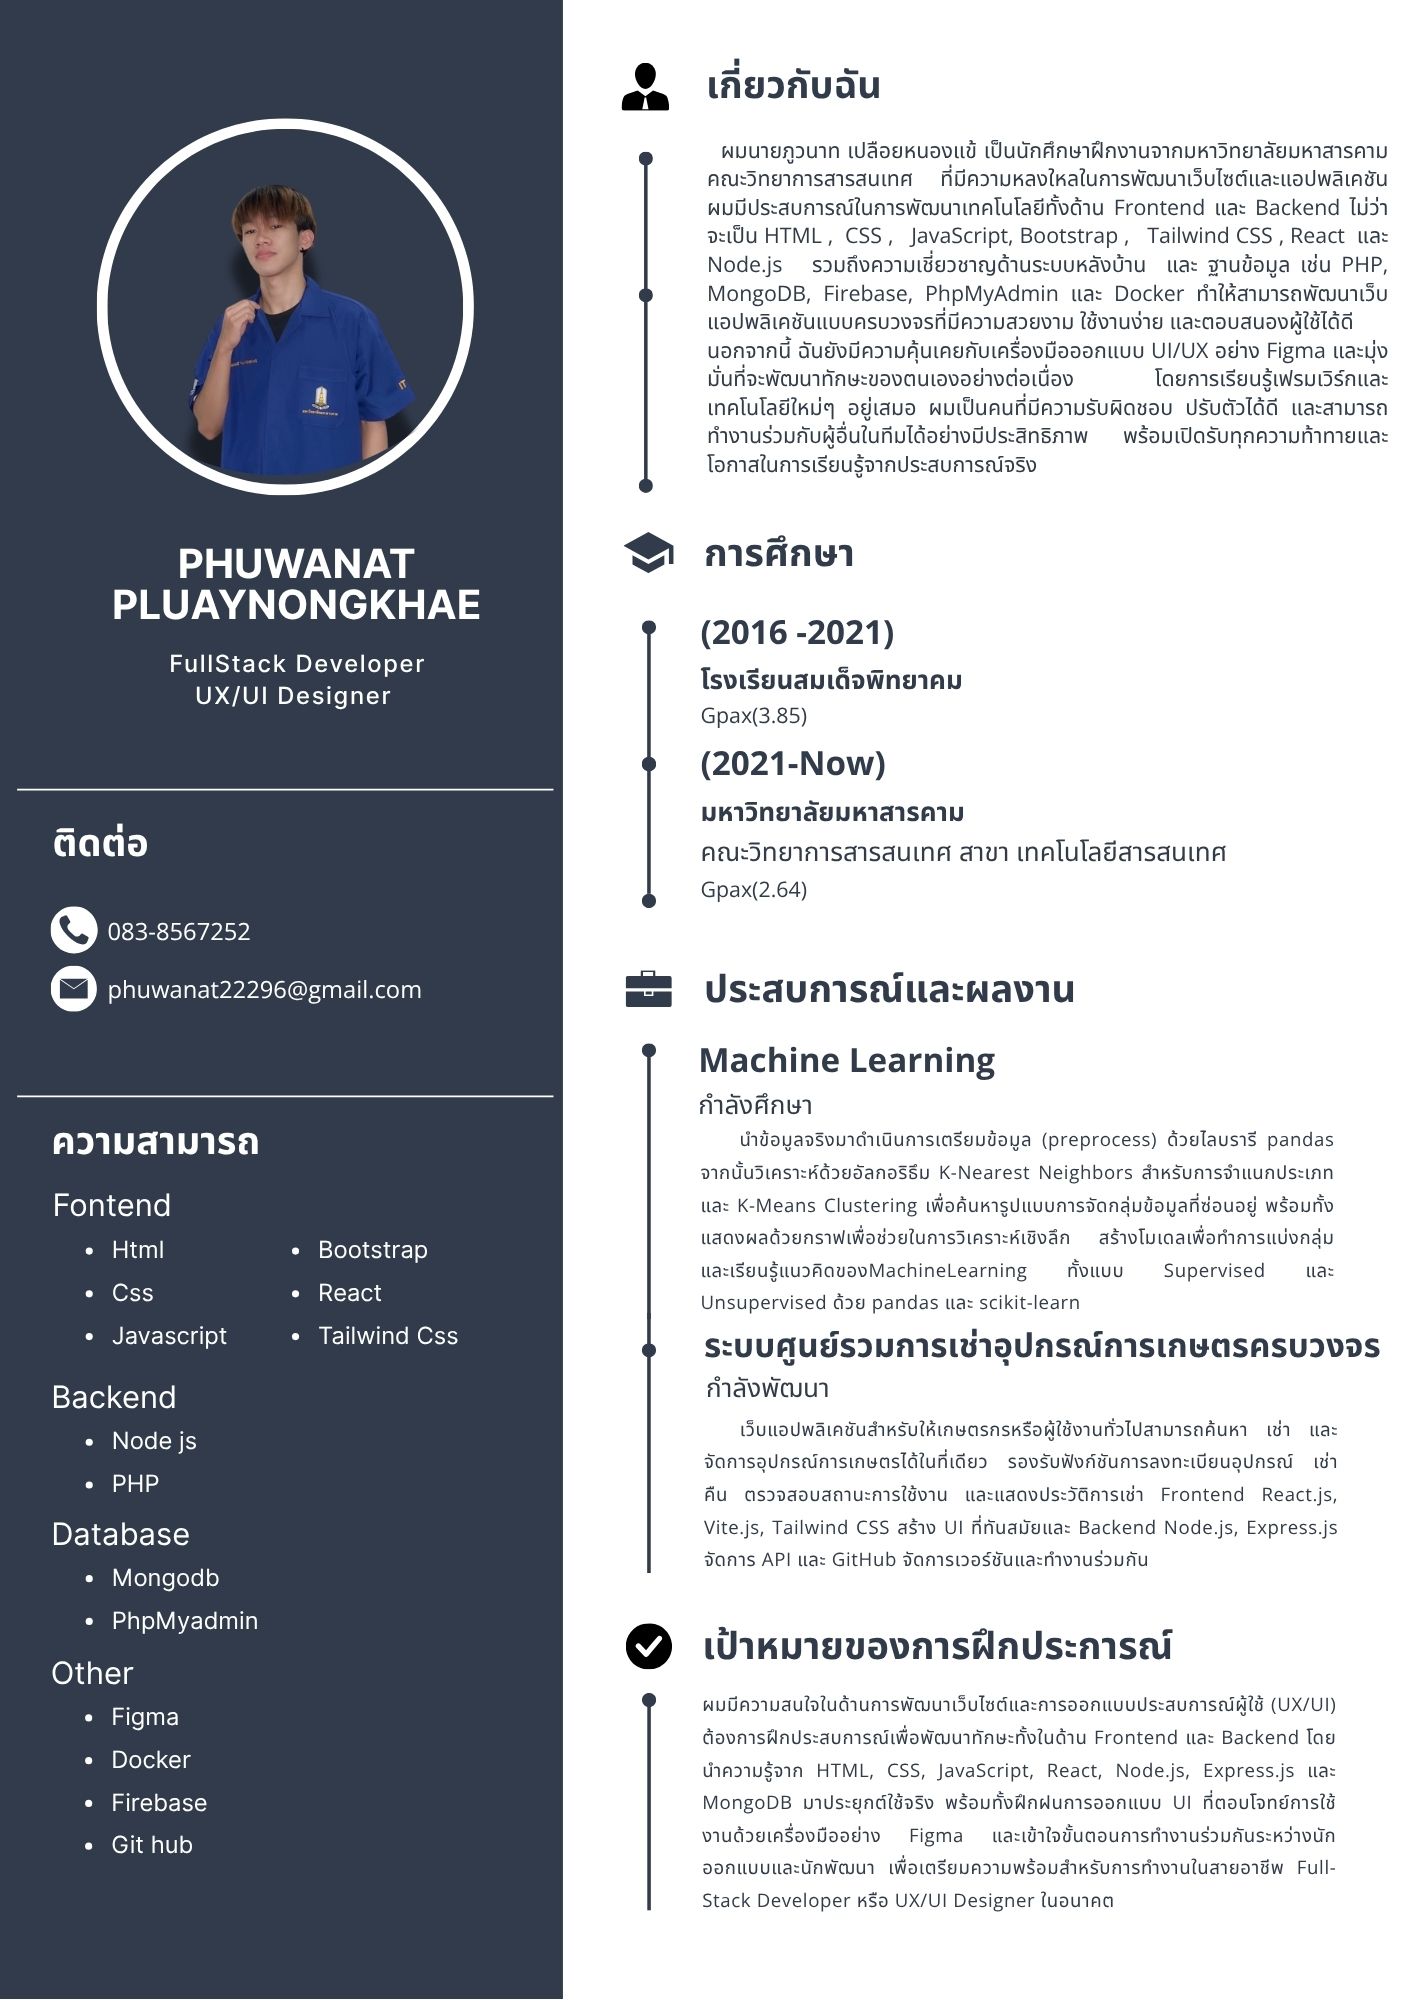 PHUWANAT
PLUAYNONGKHAE
FullStack Developer
UX/UI Designer
ติดต่อ
083-8567252
phuwanat22296@gmail.com
ความสามารถ
Fontend
Html
Css
Javascript
Bootstrap
React
Tailwind Css
Backend
Node js
PHP
Database
Mongodb
PhpMyadmin
Other
Figma
Docker
Firebase
Git hub
เกี่ยวกับฉัน
ผมนายภูวนาท เปลือยหนองแข้ เป็นนักศึกษาฝึกงานจากมหาวิทยาลัยมหาสารคาม
คณะวิทยาการสารสนเทศ ที่มีความหลงใหลในการพัฒนาเว็บไซต์และแอปพลิเคชัน
ผมมีประสบการณ์ในการพัฒนาเทคโนโลยีทั้งด้าน Frontend และ Backend ไม่ว่า
จะเป็น HTML , CSS , JavaScript, Bootstrap , Tailwind CSS , React และ
Node.js รวมถึงความเชี่ยวชาญด้านระบบหลังบ้าน และ ฐานข้อมูล เช่น PHP,
MongoDB, Firebase, PhpMyAdmin และ Docker ทำให้สามารถพัฒนาเว็บ
แอปพลิเคชันแบบครบวงจรที่มีความสวยงาม ใช้งานง่าย และตอบสนองผู้ใช้ได้ดี
นอกจากนี้ ฉันยังมีความคุ้นเคยกับเครื่องมือออกแบบ UI/UX อย่าง Figma และมุ่ง
มั่นที่จะพัฒนาทักษะของตนเองอย่างต่อเนื่อง โดยการเรียนรู้เฟรมเวิร์กและ
เทคโนโลยีใหม่ๆ อยู่เสมอ ผมเป็นคนที่มีความรับผิดชอบ ปรับตัวได้ดี และสามารถ
ทำงานร่วมกับผู้อื่นในทีมได้อย่างมีประสิทธิภาพ พร้อมเปิดรับทุกความท้าทายและ
โอกาสในการเรียนรู้จากประสบการณ์จริง
การศึกษา
(2016 -2021)
โรงเรียนสมเด็จพิทยาคม
Gpax(3.85)
(2021-Now)
มหาวิทยาลัยมหาสารคาม
คณะวิทยาการสารสนเทศ สาขา เทคโนโลยีสารสนเทศ
Gpax(2.64)
ประสบการณ์และผลงาน
Machine Learning
กำลังศึกษา
นำข้อมูลจริงมาดำเนินการเตรียมข้อมูล (preprocess) ด้วยไลบรารี pandas
จากนั้นวิเคราะห์ด้วยอัลกอริธึม K-Nearest Neighbors สำหรับการจำแนกประเภท
และ K-Means Clustering เพื่อค้นหารูปแบบการจัดกลุ่มข้อมูลที่ซ่อนอยู่ พร้อมทั้ง
แสดงผลด้วยกราฟเพื่อช่วยในการวิเคราะห์เชิงลึก สร้างโมเดลเพื่อทำการแบ่งกลุ่ม
และเรียนรู้แนวคิดของMachineLearning ทั้งแบบ Supervised และ
Unsupervised ด้วย pandas และ scikit-learn
ระบบศูนย์รวมการเช่าอุปกรณ์การเกษตรครบวงจร
กำลังพัฒนา
เว็บแอปพลิเคชันสำหรับให้เกษตรกรหรือผู้ใช้งานทั่วไปสามารถค้นหา เช่า และ
จัดการอุปกรณ์การเกษตรได้ในที่เดียว รองรับฟังก์ชันการลงทะเบียนอุปกรณ์ เช่า
คืน ตรวจสอบสถานะการใช้งาน และแสดงประวัติการเช่า Frontend React.js,
Vite.js, Tailwind CSS สร้าง UI ที่ทันสมัยและ Backend Node.js, Express.js
จัดการ API และ GitHub จัดการเวอร์ชันและทำงานร่วมกัน
เป้าหมายของการฝึกประการณ์
ผมมีความสนใจในด้านการพัฒนาเว็บไซต์และการออกแบบประสบการณ์ผู้ใช้ (UX/UI)
ต้องการฝึกประสบการณ์เพื่อพัฒนาทักษะทั้งในด้าน Frontend และ Backend โดย
นำความรู้จาก HTML, CSS, JavaScript, React, Node.js, Express.js และ
MongoDB มาประยุกต์ใช้จริง พร้อมทั้งฝึกฝนการออกแบบ UI ที่ตอบโจทย์การใช้
งานด้วยเครื่องมืออย่าง Figma และเข้าใจขั้นตอนการทำงานร่วมกันระหว่างนัก
ออกแบบและนักพัฒนา เพื่อเตรียมความพร้อมสำหรับการทำงานในสายอาชีพ Full-
Stack Developer หรือ UX/UI Designer ในอนาคต